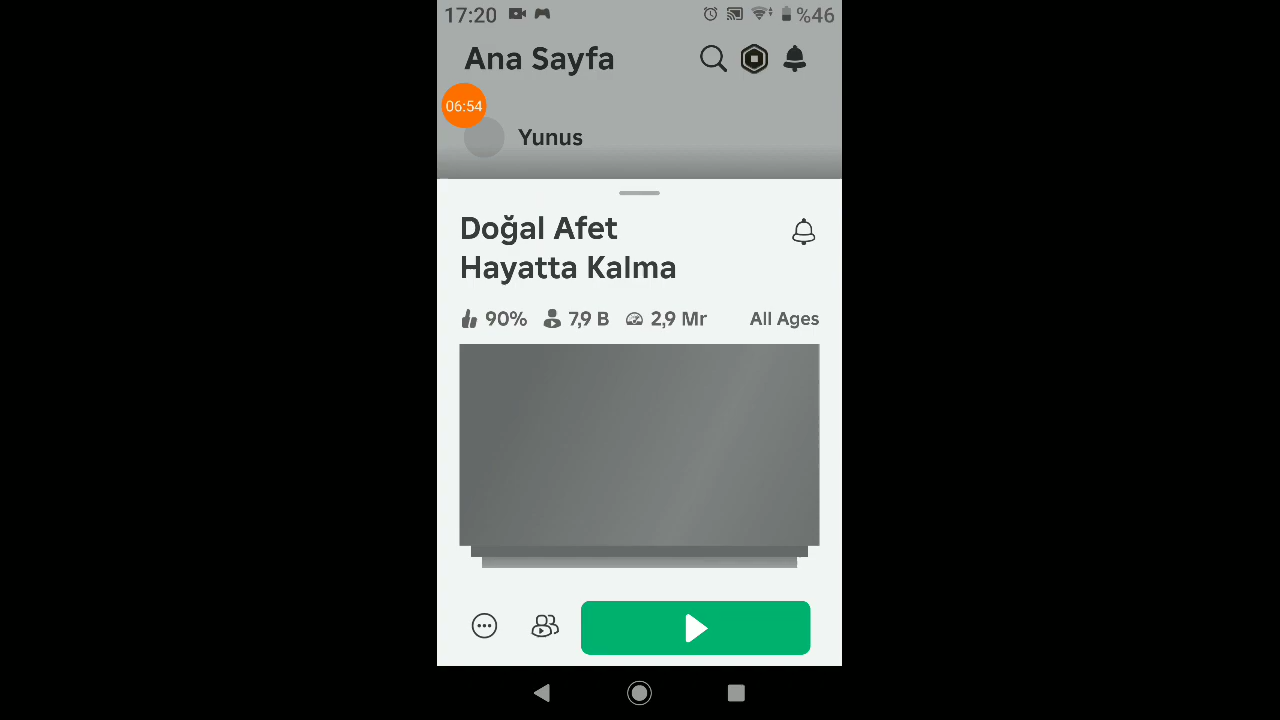 17:20 %46
Ana Sayfa
06:54
Yunus
Doğal Afet
Hayatta Kalma
90% 7,9 B 2,9 Mr All Ages